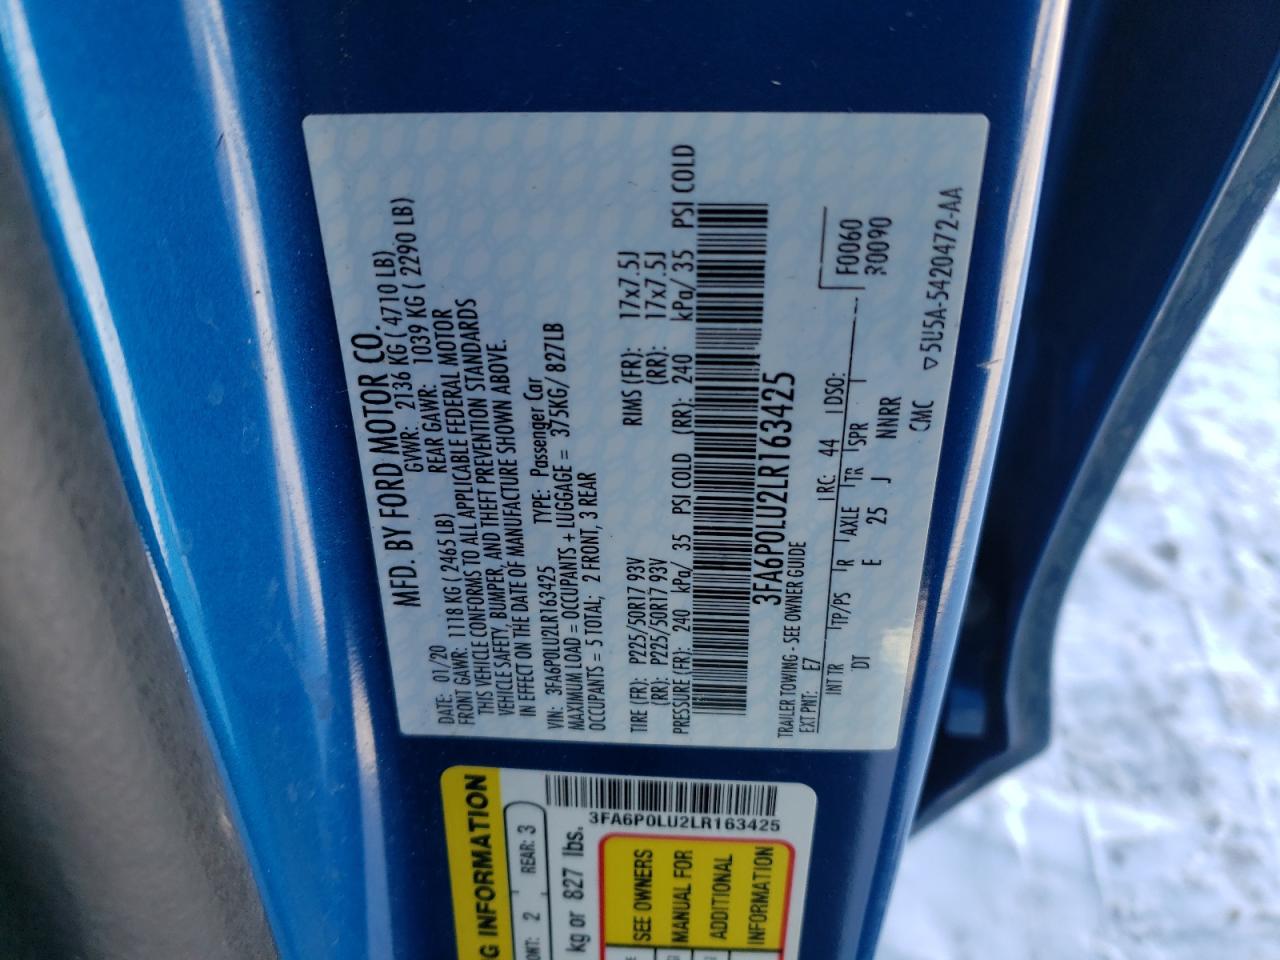 MFD. BY FORD MOTOR CO.
DATE: 01/20 GVWR: 2136 KG ( 4710 LB)
FRONT GAWR: 1118 KG ( 2465 LB) REAR GAWR: 1039 KG ( 2290 LB)
THIS VEHICLE CONFORMS TO ALL APPLICABLE FEDERAL MOTOR
VEHICLE SAFETY, BUMPER, AND THEFT PREVENTION STANDARDS
IN EFFECT ON THE DATE OF MANUFACTURE SHOWN ABOVE.
VIN: 3FA6P0LU2LR163425 TYPE: Passenger Car
MAXIMUM LOAD = OCCUPANTS + LUGGAGE = 375KG/ 827LB
OCCUPANTS = 5 TOTAL; 2 FRONT, 3 REAR
TIRE (FR): P225/50R17 93V RIMS (FR): 17x7.5J
(RR): P225/50R17 93V (RR): 17x7.5J
PRESSURE (FR): 240 kPa/ 35 PSI COLD (RR): 240 kPa/ 35 PSI COLD
3FA6P0LU2LR163425
TRAILER TOWING - SEE OWNER GUIDE
EXT PNT: E7 RC: 44 DSO: F0060
INT TR TP/PS R AXLE TR SPR R0090
DT E 25 J NNRR
CMC ▽5U5A-5420472-AA
G INFORMATION
ONT: 2 REAR: 3
kg or 827 lbs.
3FA6P0LU2LR163425
SEE OWNERS
MANUAL FOR
ADDITIONAL
INFORMATION